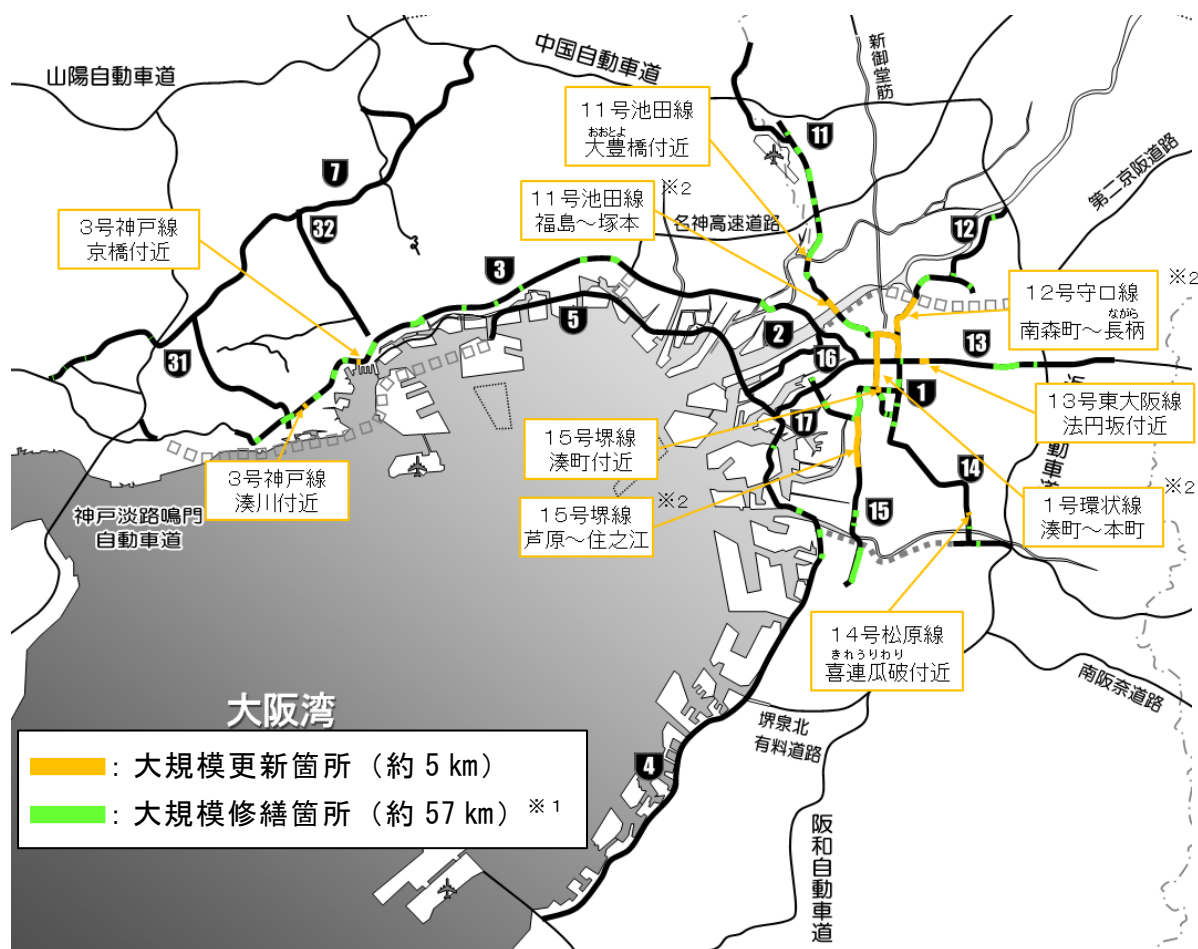 山陽自動車道
中国自動車道
新御堂筋
11号池田線
おおとよ
大豊橋付近
11
第二京阪道路
7
11号池田線
福島～塚本
※2
名神高速道路
12
3号神戸線
京橋付近
32
3
5
2
16
12号守口線
ながら
南森町～長柄
※2
13
31
1
17
13号東大阪線
法円坂付近
15号堺線
湊町付近
3号神戸線
湊川付近
14
15
15号堺線
芦原～住之江
※2
1号環状線
湊町～本町
※2
神戸淡路鳴門
自動車道
14号松原線
きれうりわり
喜連瓜破付近
南阪奈道路
大阪湾
堺泉北
有料道路
4
：大規模更新箇所（約 5 km）
：大規模修繕箇所（約 57 km）※1
阪和自動車道